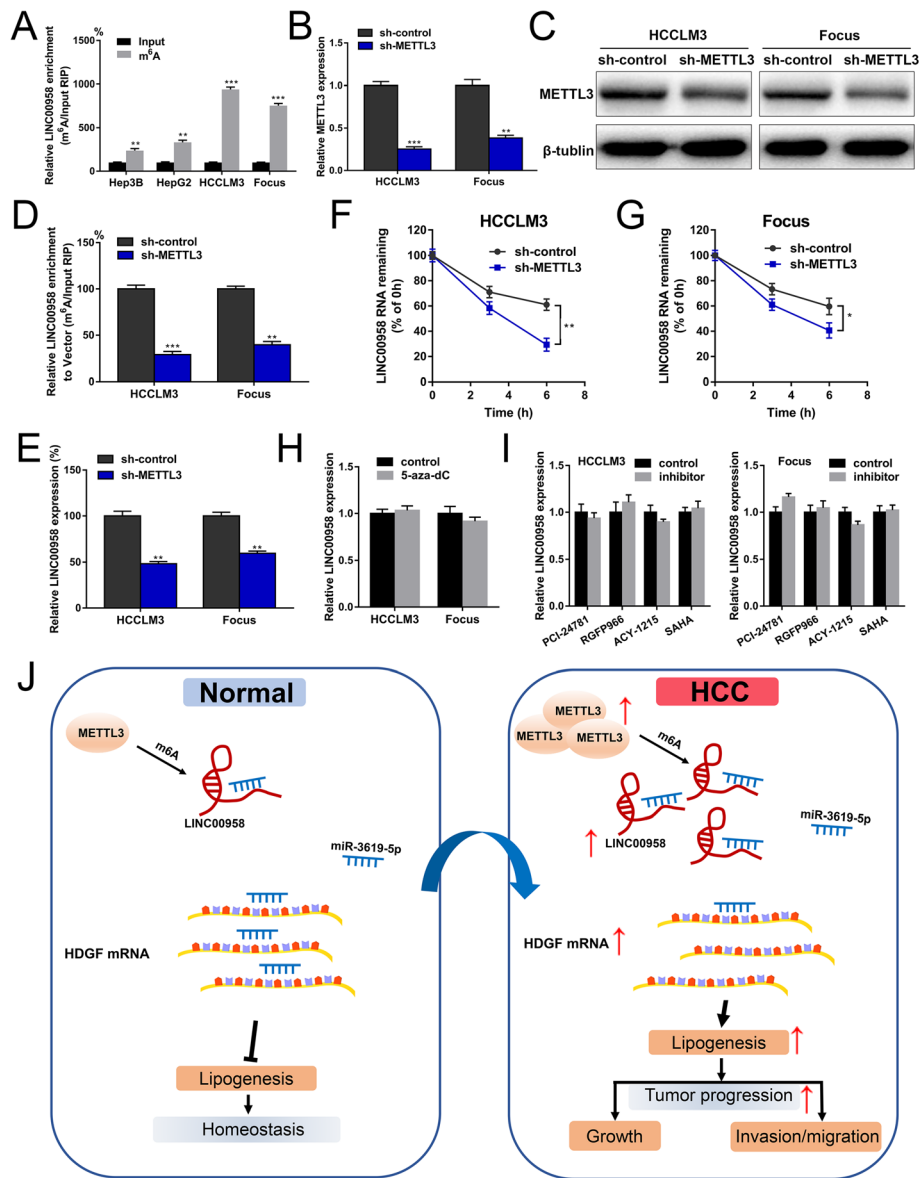 A
%
Relative LINC00958 enrichment
(m⁶A/Input RIP)
Input
m⁶A
1500
1000
500
0
**
**
***
***
Hep3B
HepG2
HCCLM3
Focus
B
Relative METTL3 expression
sh-control
sh-METTL3
1.5
1.0
0.5
0.0
***
**
HCCLM3
Focus
C
HCCLM3
Focus
sh-control
sh-METTL3
sh-control
sh-METTL3
METTL3
β-tublin
D
%
Relative LINC00958 enrichment
to Vector (m⁶A/Input RIP)
sh-control
sh-METTL3
150
100
50
0
***
**
HCCLM3
Focus
F
HCCLM3
LINC00958 RNA remaining
(% of 0h)
sh-control
sh-METTL3
120
100
80
60
40
20
0
**
0
2
4
6
8
Time (h)
G
Focus
LINC00958 RNA remaining
(% of 0h)
sh-control
sh-METTL3
120
100
80
60
40
20
0
*
0
2
4
6
8
Time (h)
E
Relative LINC00958 expression (%)
sh-control
sh-METTL3
150
100
50
0
**
**
HCCLM3
Focus
H
Relative LINC00958 expression
control
5-aza-dC
1.5
1.0
0.5
0.0
HCCLM3
Focus
I
Relative LINC00958 expression
HCCLM3
control
inhibitor
1.5
1.0
0.5
0.0
PCI-24781
RGFP966
ACY-1215
SAHA
Relative LINC00958 expression
Focus
control
inhibitor
1.5
1.0
0.5
0.0
PCI-24781
RGFP966
ACY-1215
SAHA
J
Normal
METTL3
m6A
LINC00958
miR-3619-5p
HDGF mRNA
Lipogenesis
Homeostasis
HCC
METTL3
METTL3
METTL3
m6A
LINC00958
miR-3619-5p
HDGF mRNA
Lipogenesis
Tumor progression
Growth
Invasion/migration